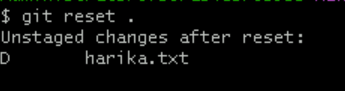 $ git reset .
Unstaged changes after reset:
D       harika.txt